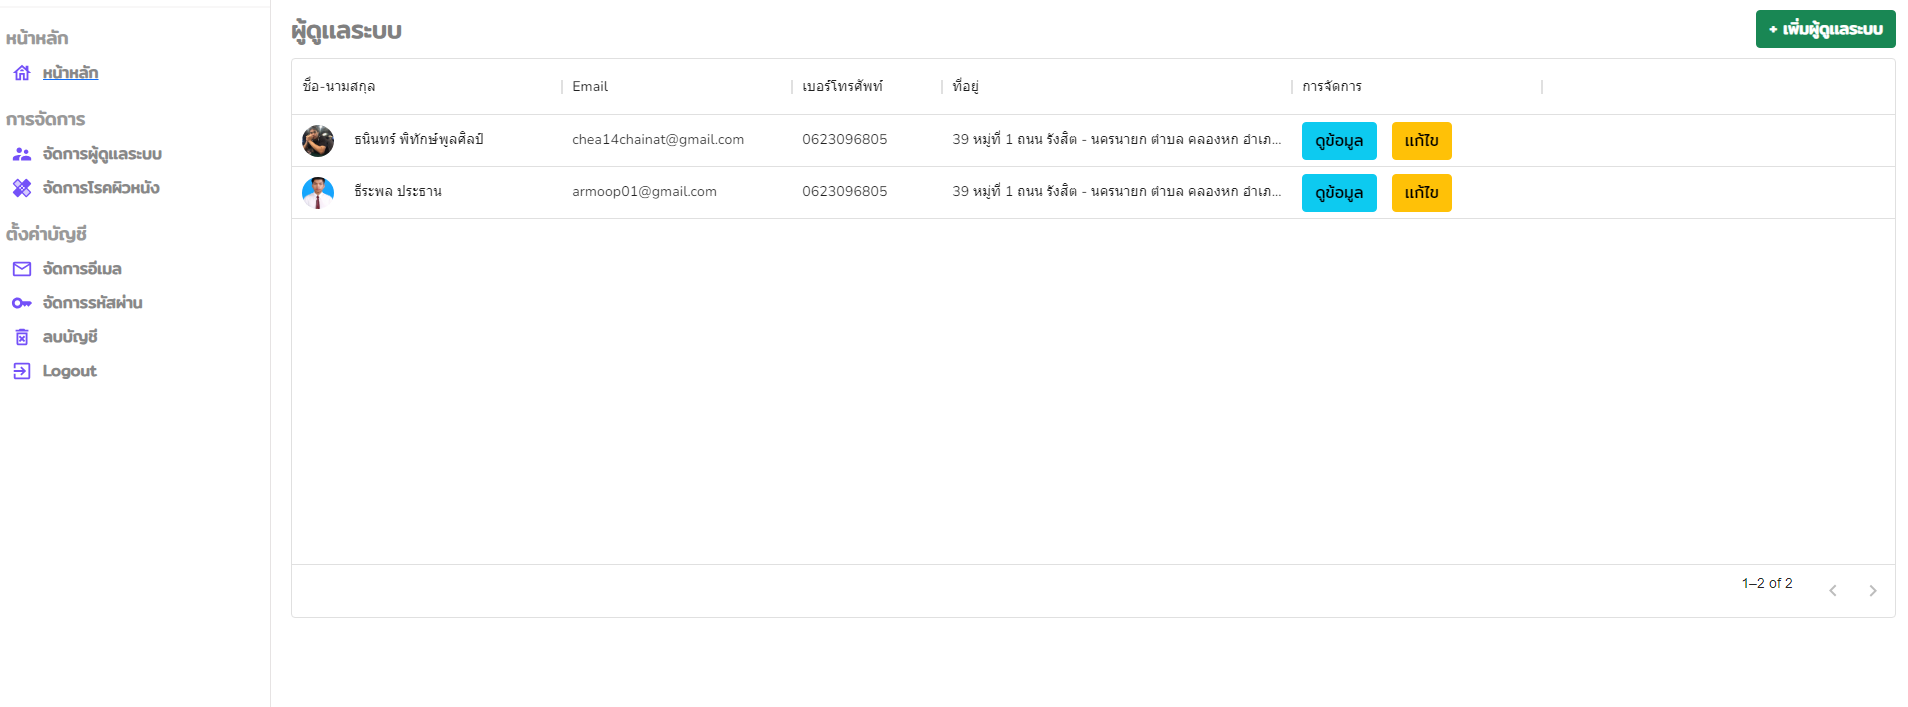 หน้าหลัก
หน้าหลัก
การจัดการ
จัดการผู้ดูแลระบบ
จัดการโรคผิวหนัง
ตั้งค่าบัญชี
จัดการอีเมล
จัดการรหัสผ่าน
ลบบัญชี
Logout
ผู้ดูแลระบบ
+ เพิ่มผู้ดูแลระบบ
ชื่อ-นามสกุล Email เบอร์โทรศัพท์ ที่อยู่ การจัดการ
ธนินทร์ พิทักษ์พูลศิลป์ chea14chainat@gmail.com 0623096805 39 หมู่ที่ 1 ถนน รังสิต - นครนายก ตำบล คลองหก อำเภ... ดูข้อมูล แก้ไข
ธีระพล ประธาน armoop01@gmail.com 0623096805 39 หมู่ที่ 1 ถนน รังสิต - นครนายก ตำบล คลองหก อำเภ... ดูข้อมูล แก้ไข
1–2 of 2